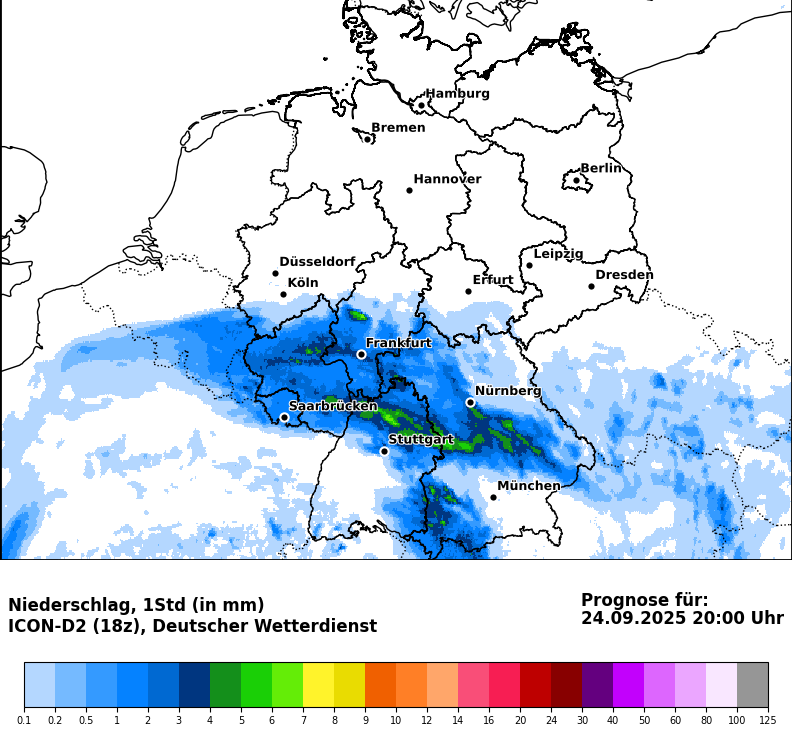 Hamburg
Bremen
Berlin
Hannover
Leipzig
Düsseldorf
Dresden
Köln
Erfurt
Frankfurt
Nürnberg
Saarbrücken
Stuttgart
München
Niederschlag, 1Std (in mm)
ICON-D2 (18z), Deutscher Wetterdienst
Prognose für:
24.09.2025 20:00 Uhr
0.1 0.2 0.5 1 2 3 4 5 6 7 8 9 10 12 14 16 20 24 30 40 50 60 80 100 125